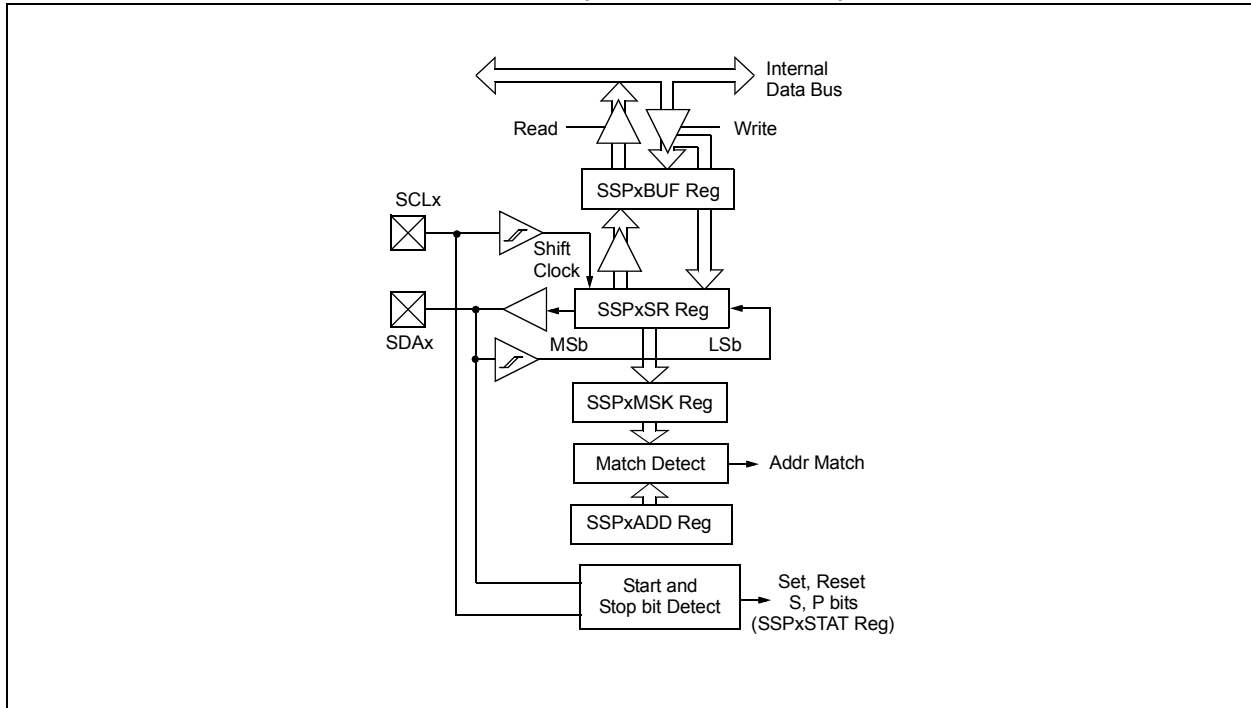 Internal
Data Bus
Read
Write
SSPxBUF Reg
SCLx
Shift
Clock
SSPxSR Reg
SDAx
MSb
LSb
SSPxMSK Reg
Match Detect
Addr Match
SSPxADD Reg
Start and
Stop bit Detect
Set, Reset
S, P bits
(SSPxSTAT Reg)